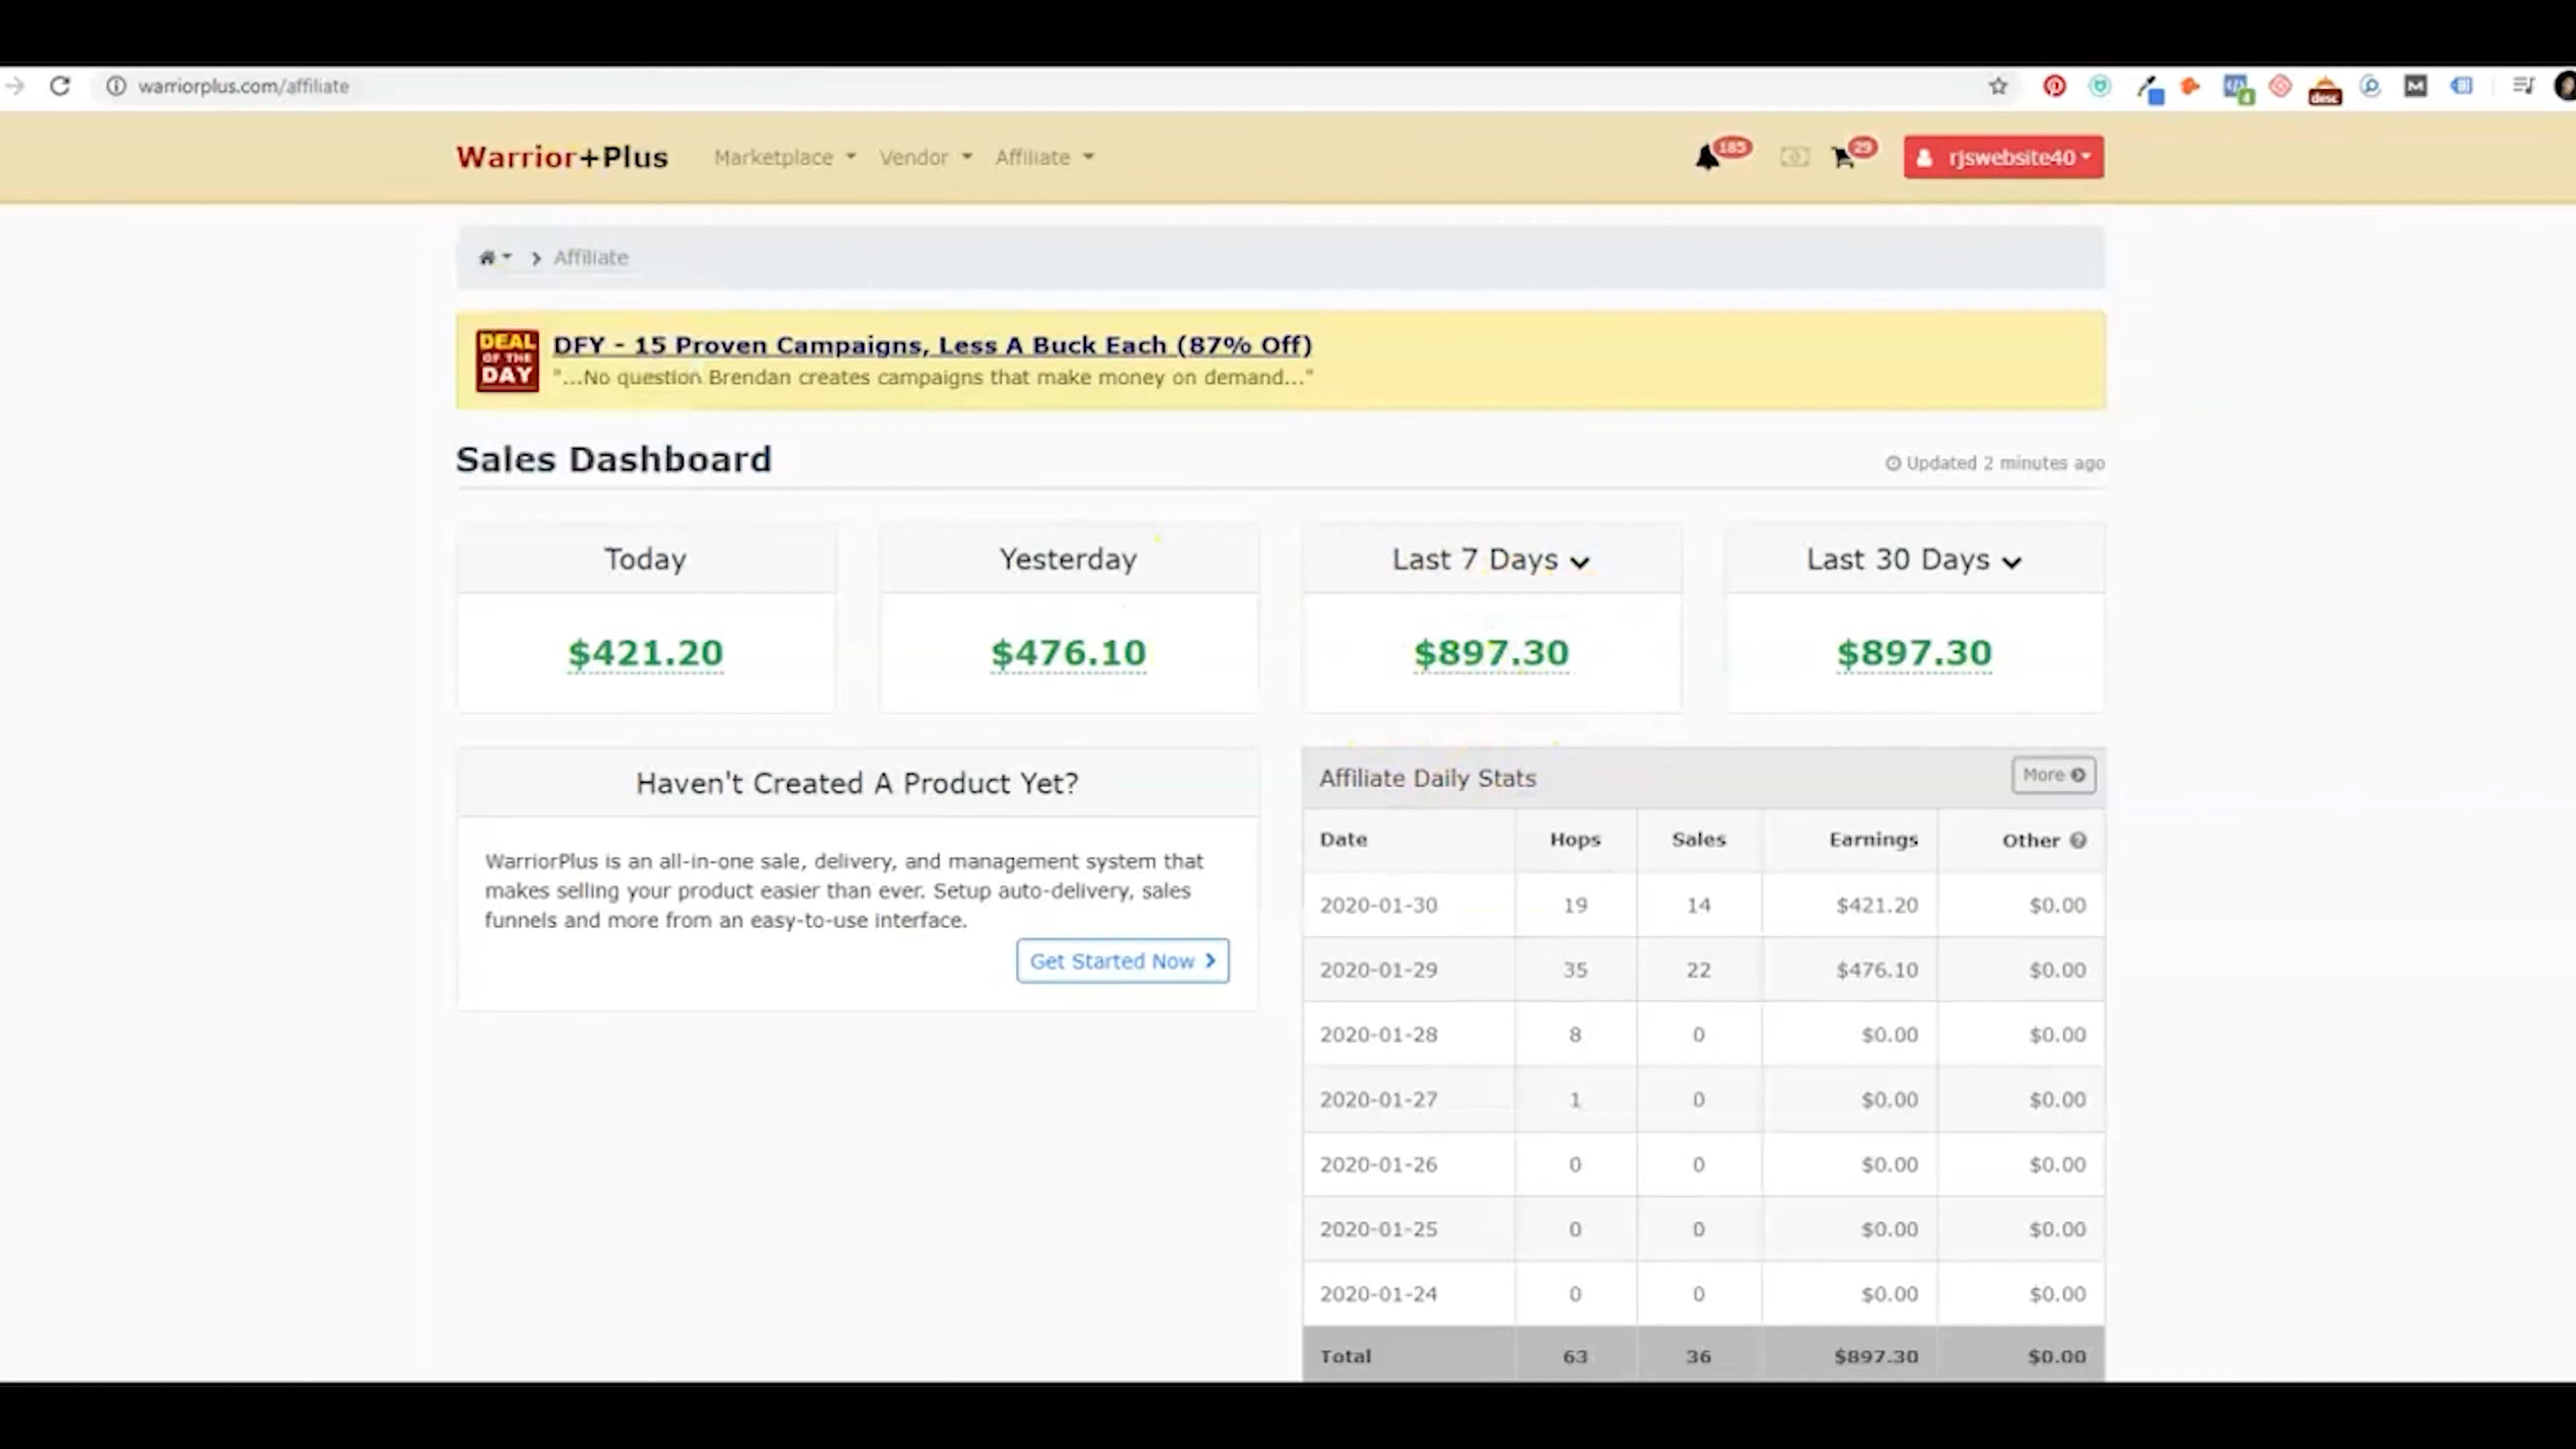 warriorplus.com/affiliate
4
desc
M
Warrior+Plus
Marketplace
Vendor
Affiliate
185
29
rjswebsite40
Affiliate
DEAL
OF THE
DAY
DFY - 15 Proven Campaigns, Less A Buck Each (87% Off)
"...No question Brendan creates campaigns that make money on demand..."
Sales Dashboard
Updated 2 minutes ago
Today
Yesterday
Last 7 Days
Last 30 Days
$421.20
$476.10
$897.30
$897.30
Haven't Created A Product Yet?
WarriorPlus is an all-in-one sale, delivery, and management system that
makes selling your product easier than ever. Setup auto-delivery, sales
funnels and more from an easy-to-use interface.
Get Started Now
Affiliate Daily Stats
More
Date Hops Sales Earnings Other
2020-01-30 19 14 $421.20 $0.00
2020-01-29 35 22 $476.10 $0.00
2020-01-28 8 0 $0.00 $0.00
2020-01-27 1 0 $0.00 $0.00
2020-01-26 0 0 $0.00 $0.00
2020-01-25 0 0 $0.00 $0.00
2020-01-24 0 0 $0.00 $0.00
Total 63 36 $897.30 $0.00